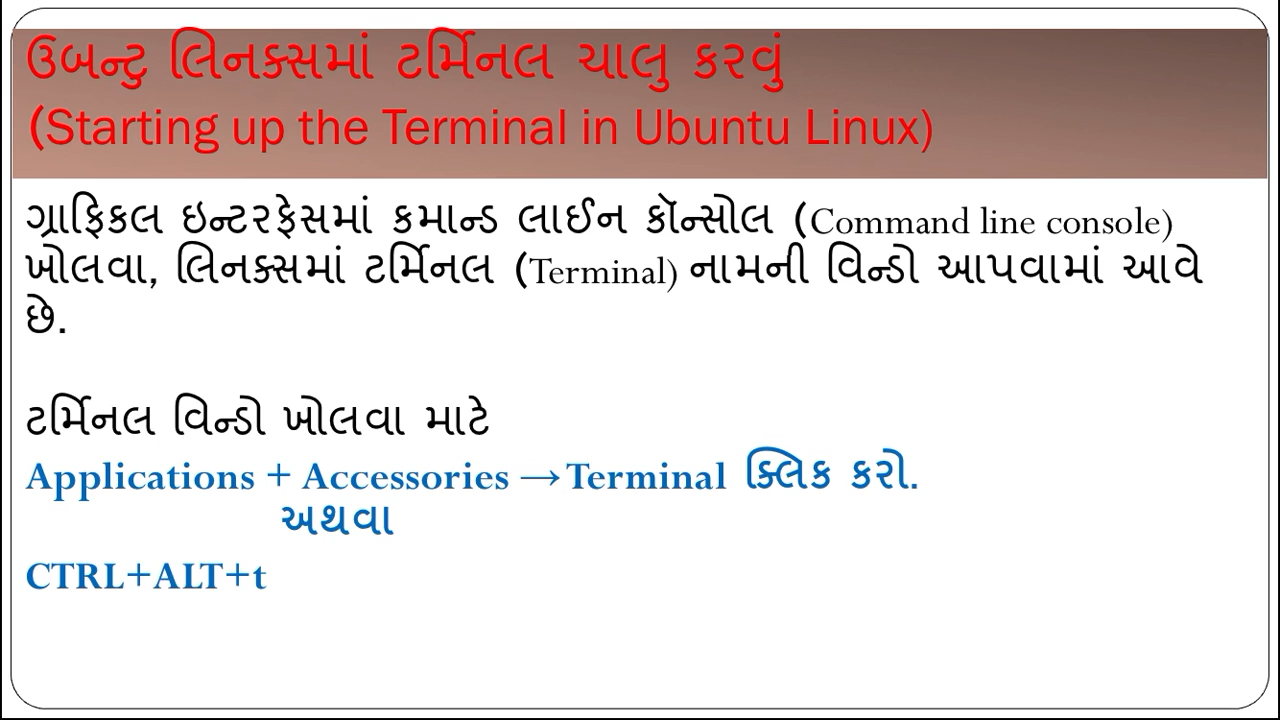 ઉબન્ટુ લિનક્સમાં ટર્મિનલ ચાલુ કરવું
(Starting up the Terminal in Ubuntu Linux)
ગ્રાફિકલ ઇન્ટરફેસમાં કમાન્ડ લાઈન કૉન્સોલ (Command line console)
ખોલવા, લિનક્સમાં ટર્મિનલ (Terminal) નામની વિન્ડો આપવામાં આવે
છે.
ટર્મિનલ વિન્ડો ખોલવા માટે
Applications + Accessories →Terminal ક્લિક કરો.
અથવા
CTRL+ALT+t